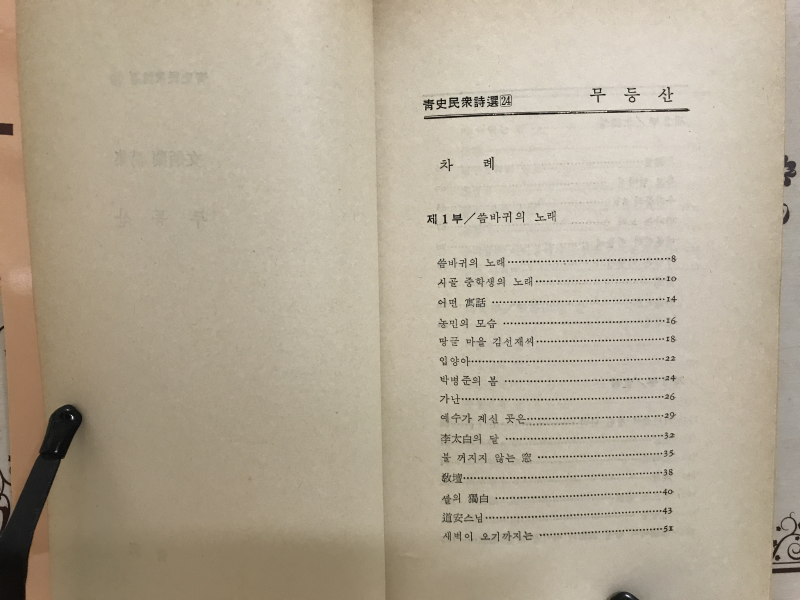 靑史民衆詩選㉔ 무등산
차 례
제1부/씀바귀의 노래
씀바귀의 노래……8
시골 중학생의 노래……10
어떤 寓話……14
농민의 모습……16
땅굴 마을 김선재씨……18
입양아……22
박병준의 봄……24
가난……26
예수가 계신 곳은……29
李太白의 달……32
불 꺼지지 않는 窓……35
敎壇……38
쌀의 獨白……40
道安스님……43
새벽이 오기까지는……51